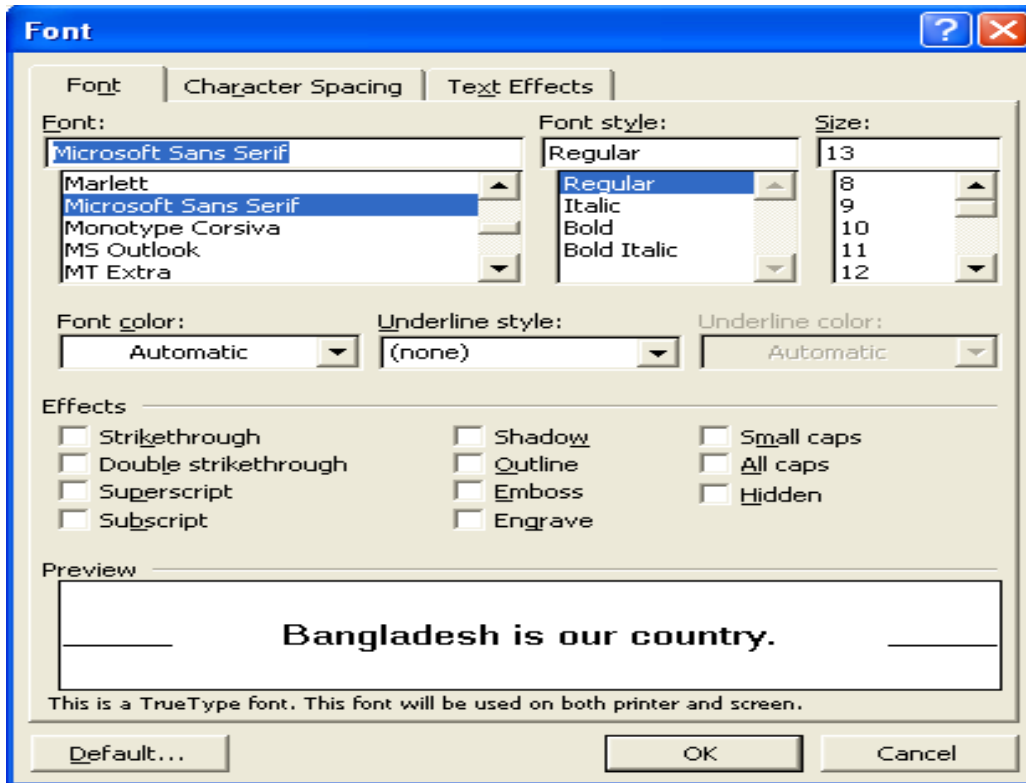 Font
Font Character Spacing Text Effects
Font: Font style: Size:
Microsoft Sans Serif Regular 13
Marlett Regular 8
Microsoft Sans Serif Italic 9
Monotype Corsiva Bold 10
MS Outlook Bold Italic 11
MT Extra 12
Font color: Underline style: Underline color:
Automatic (none) Automatic
Effects
Strikethrough Shadow Small caps
Double strikethrough Outline All caps
Superscript Emboss Hidden
Subscript Engrave
Preview
Bangladesh is our country.
This is a TrueType font. This font will be used on both printer and screen.
Default... OK Cancel